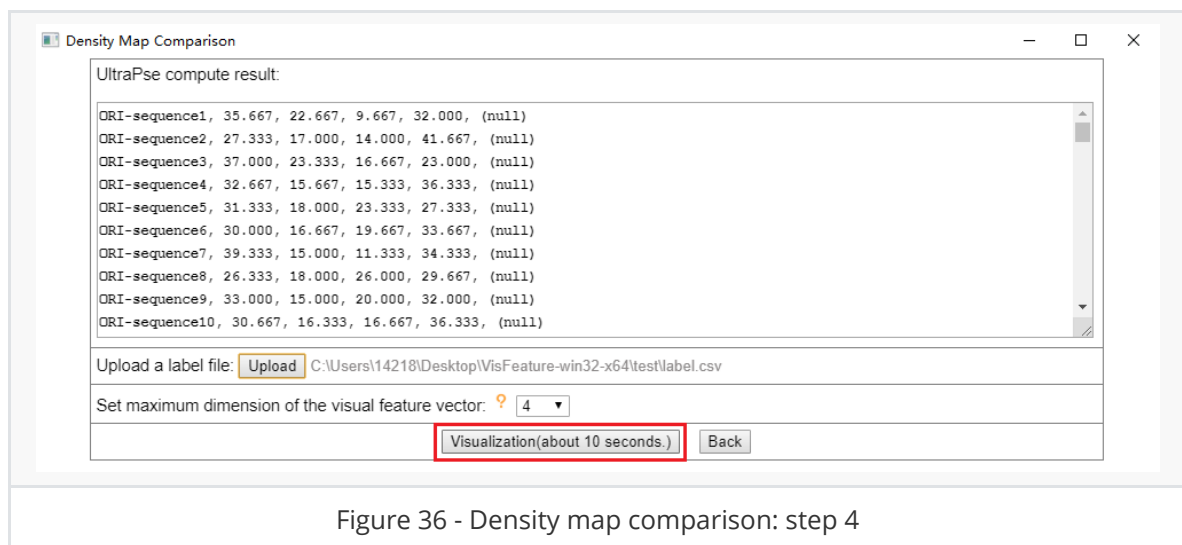 Density Map Comparison
UltraPse compute result:
ORI-sequence1, 35.667, 22.667, 9.667, 32.000, (null)
ORI-sequence2, 27.333, 17.000, 14.000, 41.667, (null)
ORI-sequence3, 37.000, 23.333, 16.667, 23.000, (null)
ORI-sequence4, 32.667, 15.667, 15.333, 36.333, (null)
ORI-sequence5, 31.333, 18.000, 23.333, 27.333, (null)
ORI-sequence6, 30.000, 16.667, 19.667, 33.667, (null)
ORI-sequence7, 39.333, 15.000, 11.333, 34.333, (null)
ORI-sequence8, 26.333, 18.000, 26.000, 29.667, (null)
ORI-sequence9, 33.000, 15.000, 20.000, 32.000, (null)
ORI-sequence10, 30.667, 16.333, 16.667, 36.333, (null)
Upload a label file: Upload C:\Users\14218\Desktop\VisFeature-win32-x64\test\label.csv
Set maximum dimension of the visual feature vector: ? 4
Visualization(about 10 seconds.) Back
Figure 36 - Density map comparison: step 4